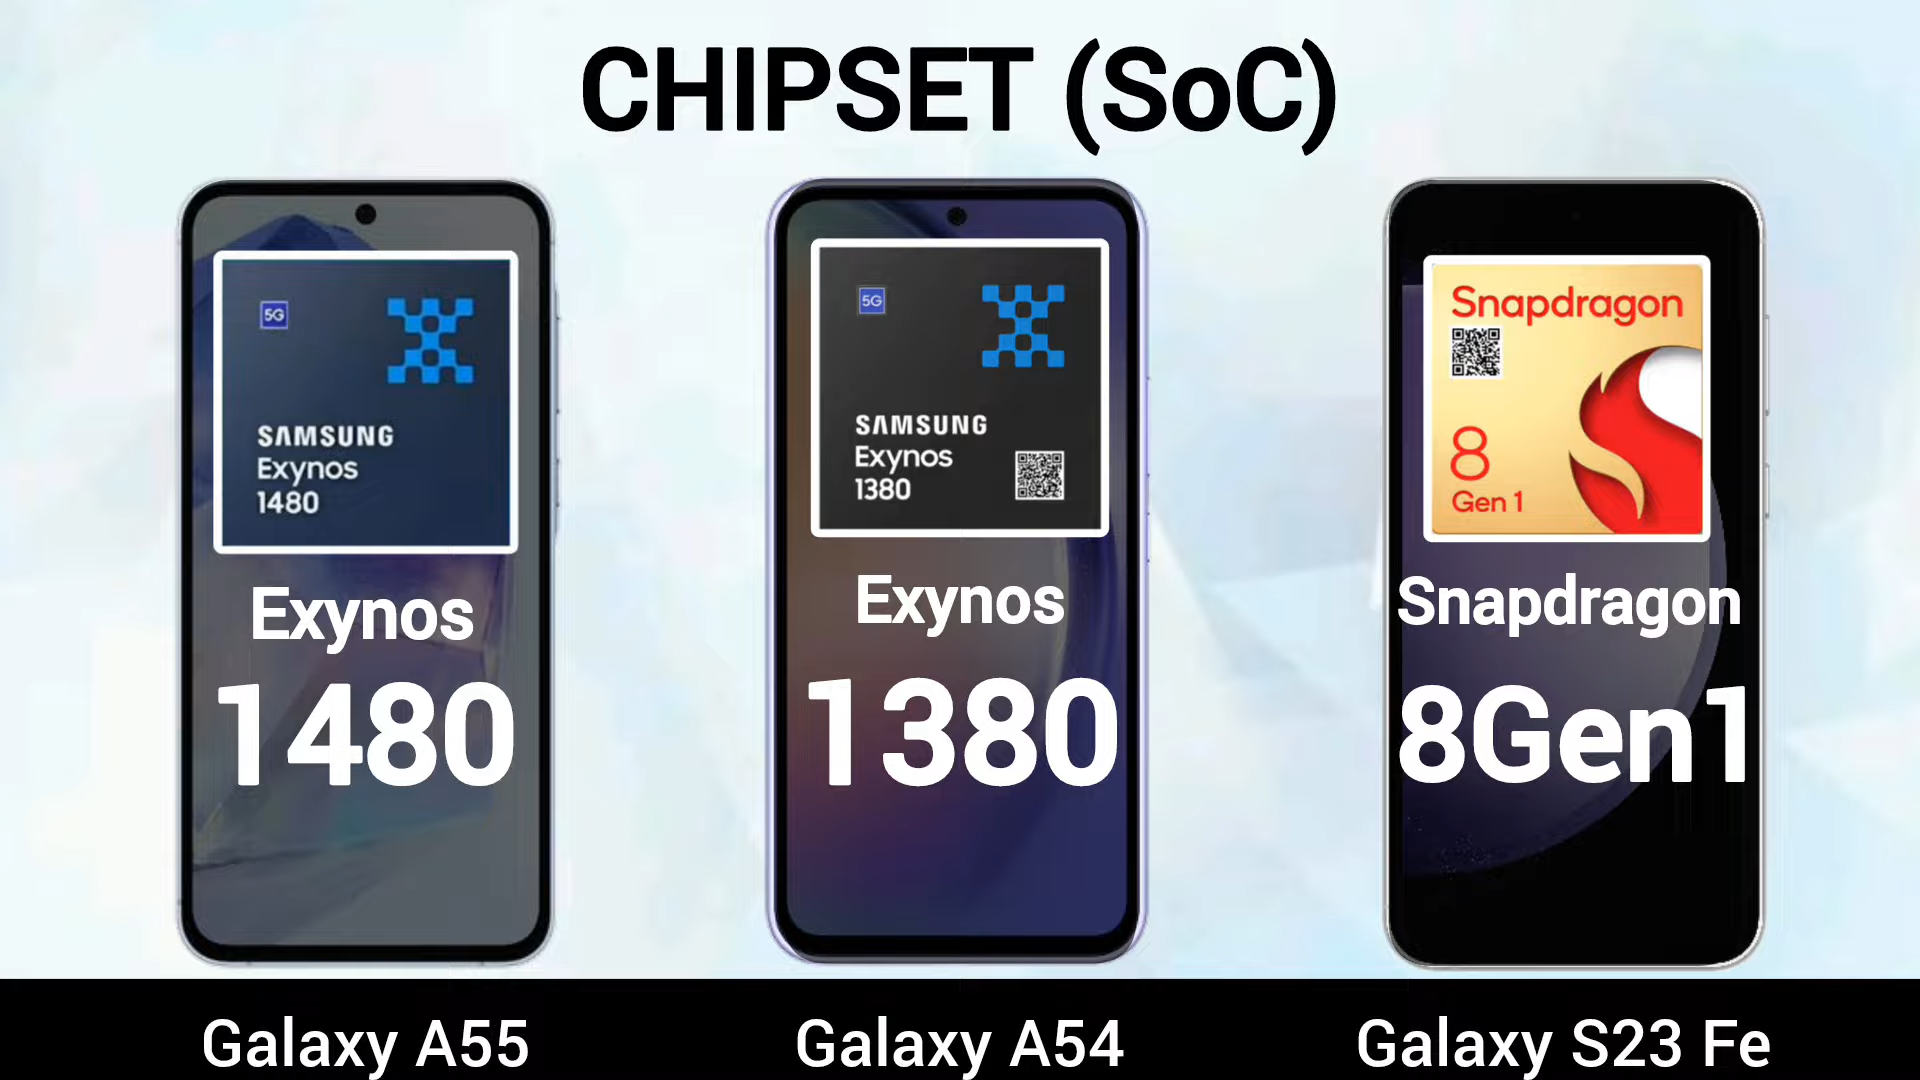 CHIPSET (SoC)
5G
SAMSUNG
Exynos
1480
Exynos
1480
Galaxy A55
5G
SAMSUNG
Exynos
1380
Exynos
1380
Galaxy A54
Snapdragon
8
Gen 1
Snapdragon
8Gen1
Galaxy S23 Fe